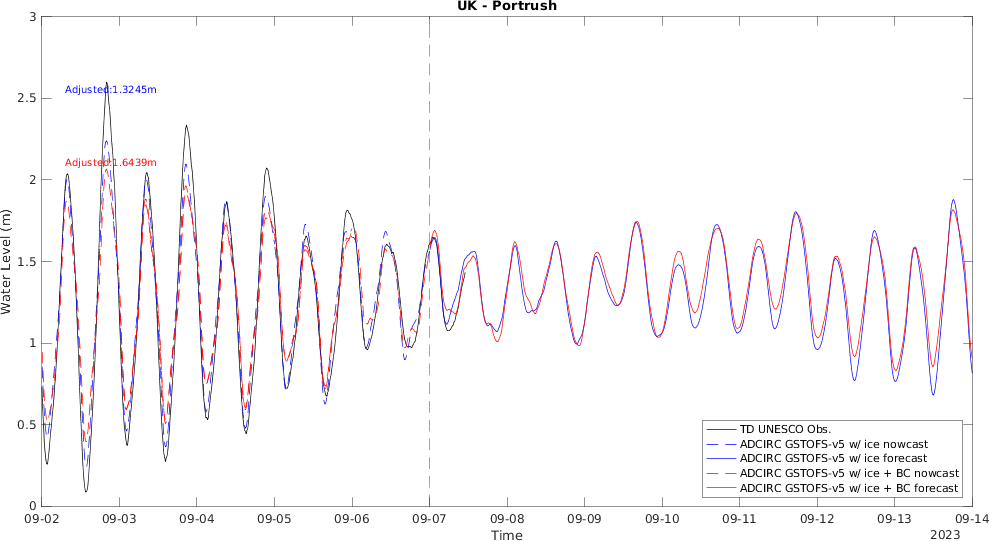 UK - Portrush
3
2.5
2
1.5
1
0.5
0
Water Level (m)
Adjusted:1.3245m
Adjusted:1.6439m
TD UNESCO Obs.
ADCIRC GSTOFS-v5 w/ ice nowcast
ADCIRC GSTOFS-v5 w/ ice forecast
ADCIRC GSTOFS-v5 w/ ice + BC nowcast
ADCIRC GSTOFS-v5 w/ ice + BC forecast
09-02 09-03 09-04 09-05 09-06 09-07 09-08 09-09 09-10 09-11 09-12 09-13 09-14
Time
2023